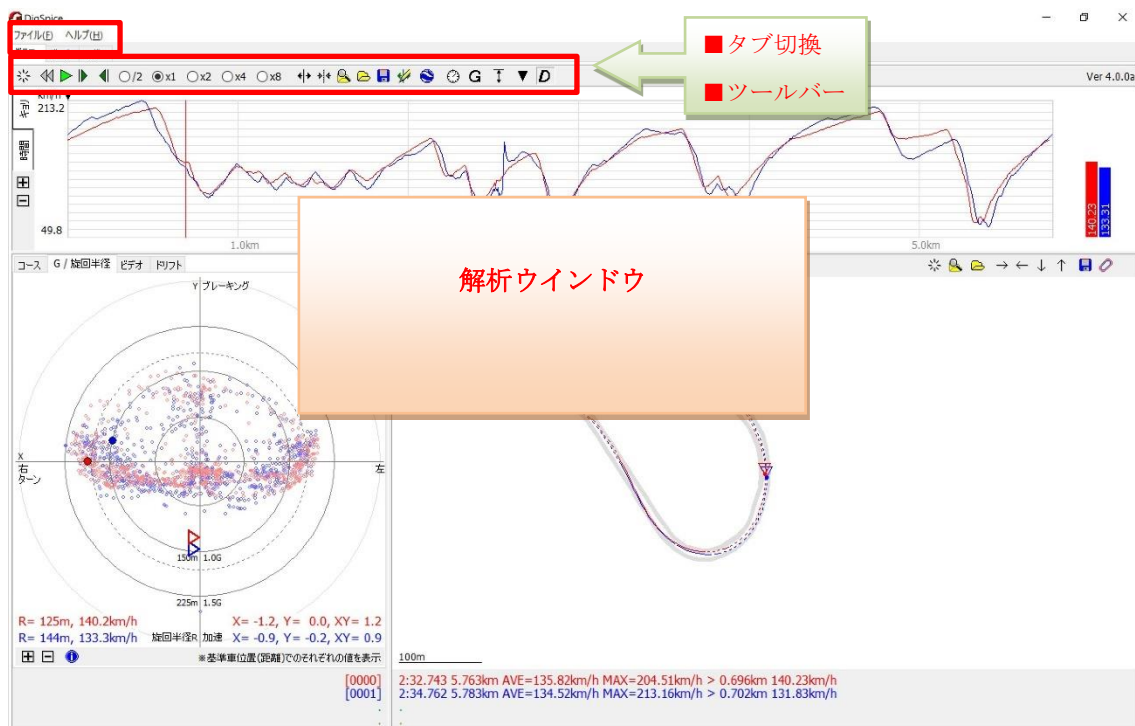 DigSpice
ファイル(F) ヘルプ(H)
■タブ切換
■ツールバー
/2 x1 x2 x4 x8 G D
Ver 4.0.0a
km/h
213.2
キョリ
時間
49.8
1.0km
5.0km
140.23
133.31
解析ウインドウ
コース G / 旋回半径 ビデオ ドリフト
Y ブレーキング
X
右
ターン
左
150m 1.0G
225m 1.5G
R= 125m, 140.2km/h X= -1.2, Y= 0.0, XY= 1.2
R= 144m, 133.3km/h 旋回半径R 加速 X= -0.9, Y= -0.2, XY= 0.9
※基準車位置(距離)でのそれぞれの値を表示
100m
[0000] 2:32.743 5.763km AVE=135.82km/h MAX=204.51km/h > 0.696km 140.23km/h
[0001] 2:34.762 5.783km AVE=134.52km/h MAX=213.16km/h > 0.702km 131.83km/h